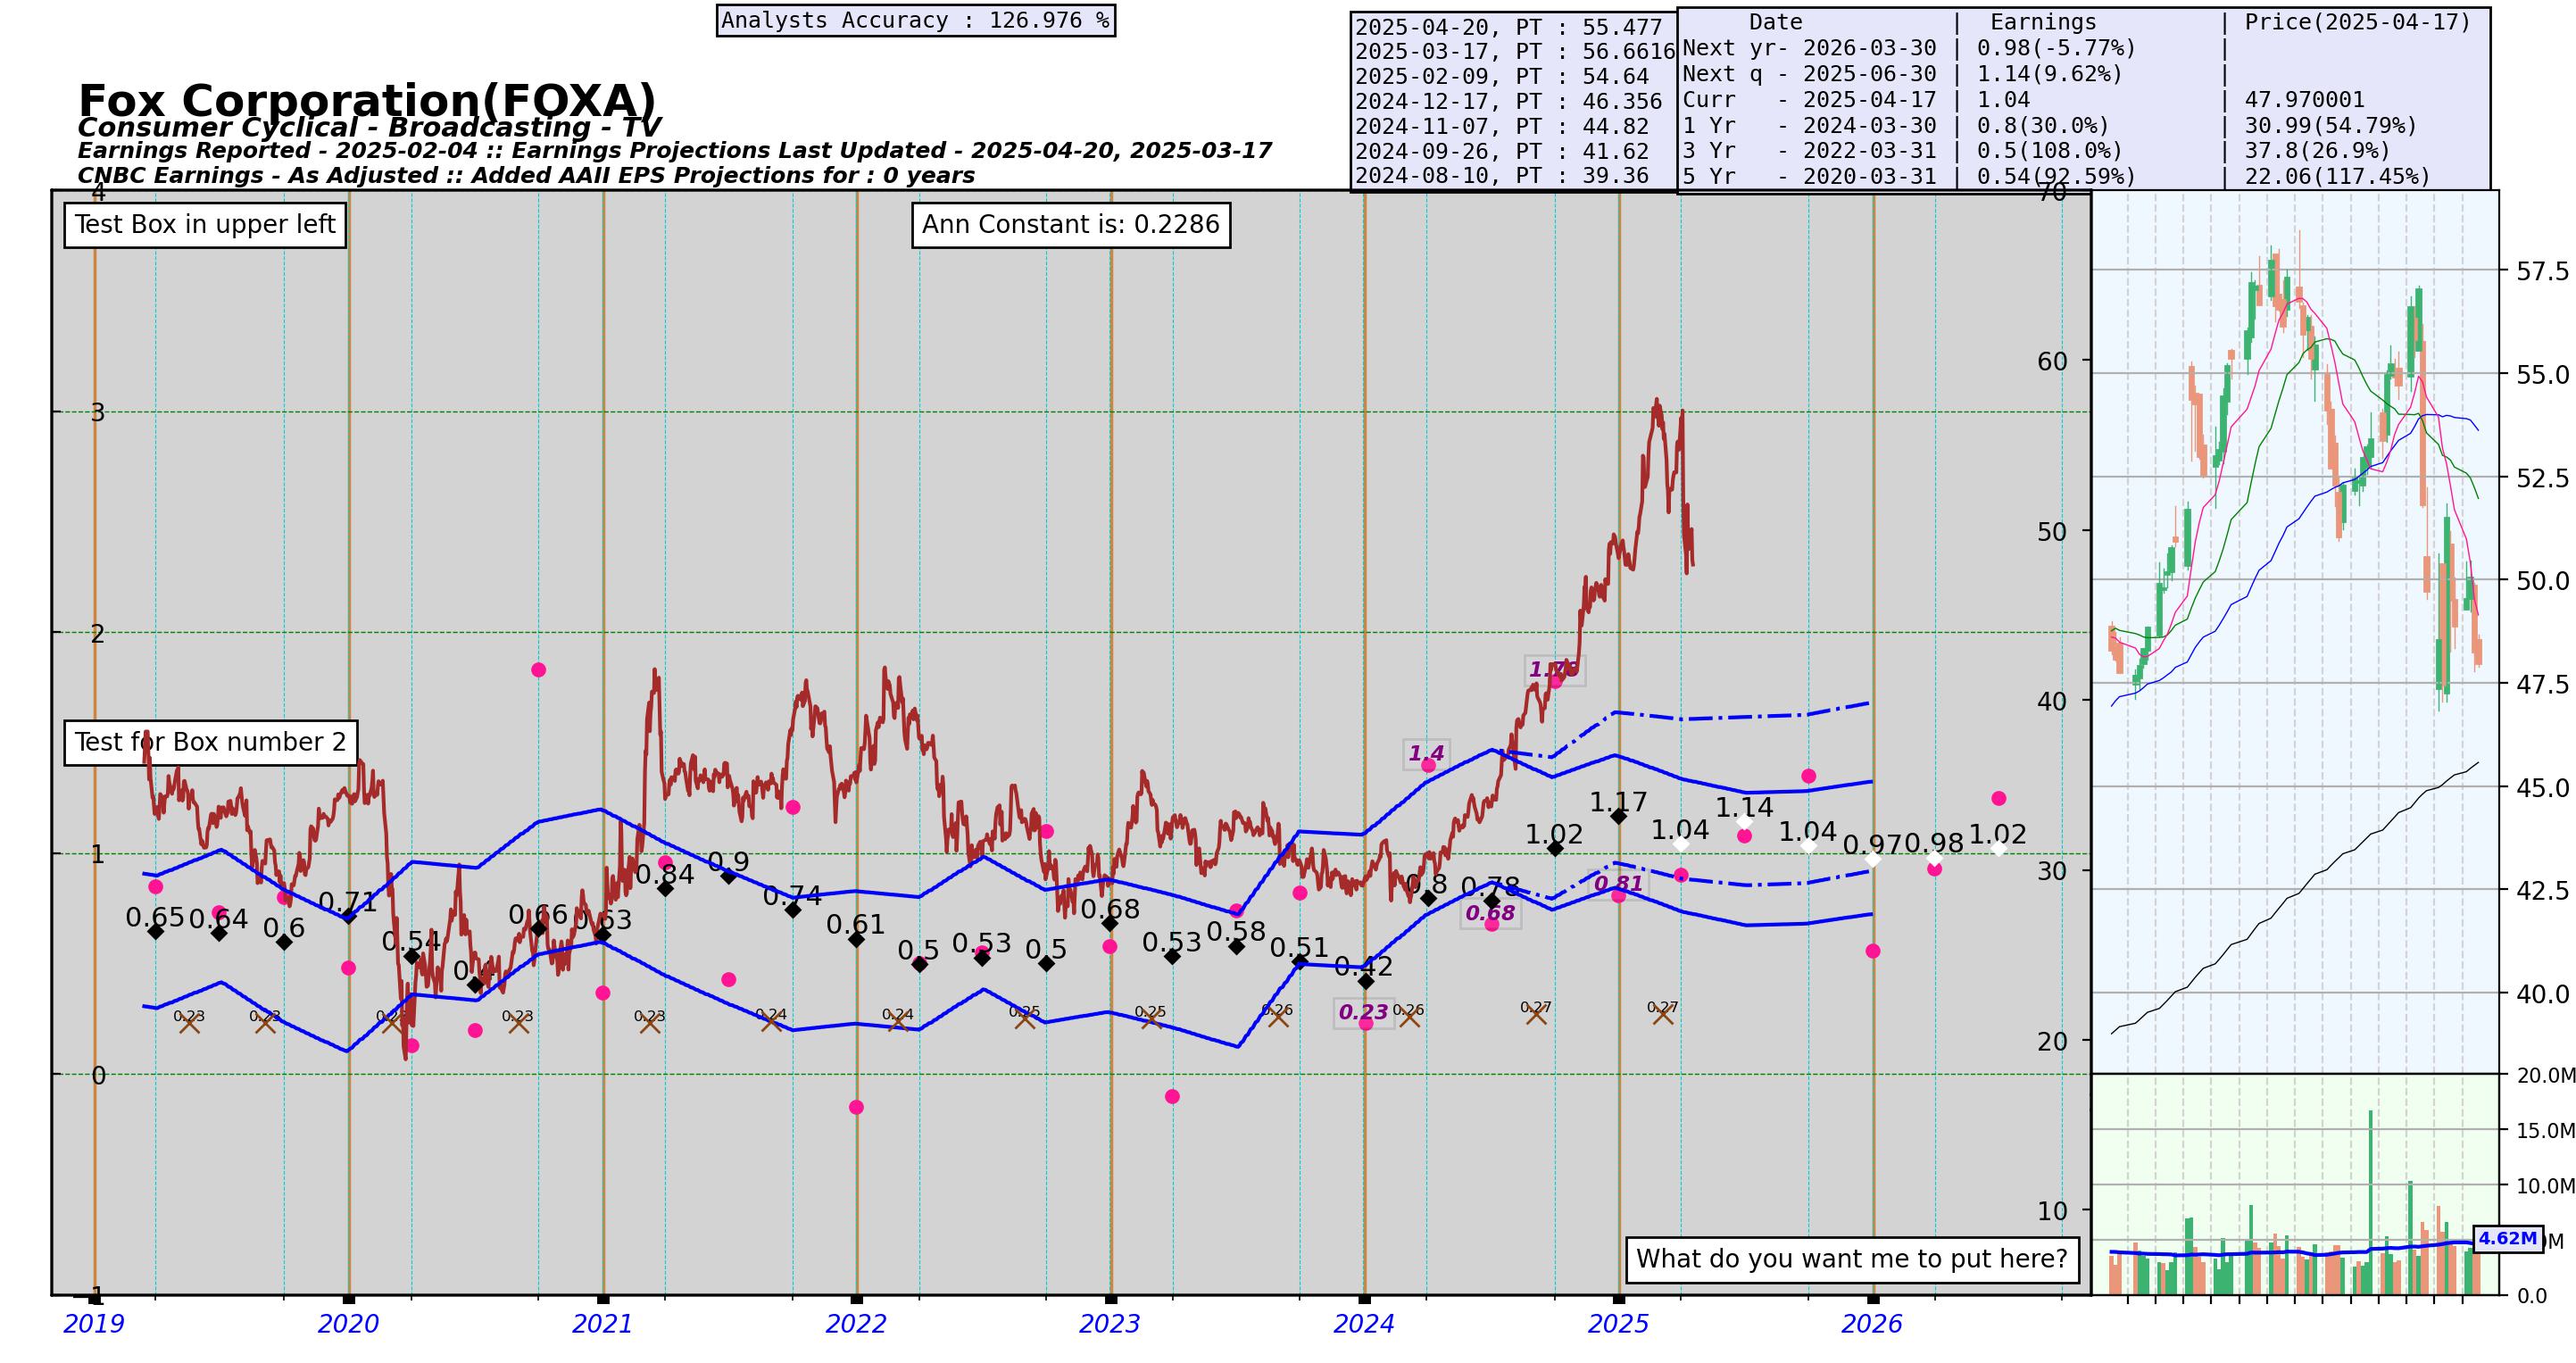 Analysts Accuracy : 126.976 %
2025-04-20, PT : 55.477
2025-03-17, PT : 56.6616
2025-02-09, PT : 54.64
2024-12-17, PT : 46.356
2024-11-07, PT : 44.82
2024-09-26, PT : 41.62
2024-08-10, PT : 39.36
Date | Earnings | Price(2025-04-17)
Next yr- 2026-03-30 | 0.98(-5.77%) |
Next q - 2025-06-30 | 1.14(9.62%) |
Curr - 2025-04-17 | 1.04 | 47.970001
1 Yr - 2024-03-30 | 0.8(30.0%) | 30.99(54.79%)
3 Yr - 2022-03-31 | 0.5(108.0%) | 37.8(26.9%)
5 Yr - 2020-03-31 | 0.54(92.59%) | 22.06(117.45%)
Fox Corporation(FOXA)
Consumer Cyclical - Broadcasting - TV
Earnings Reported - 2025-02-04 :: Earnings Projections Last Updated - 2025-04-20, 2025-03-17
CNBC Earnings - As Adjusted :: Added AAII EPS Projections for : 0 years
Test Box in upper left
Ann Constant is: 0.2286
Test for Box number 2
What do you want me to put here?
4
3
2
1
0
-1
70
60
50
40
30
20
10
57.5
55.0
52.5
50.0
47.5
45.0
42.5
40.0
20.0M
15.0M
10.0M
4.62M
0.0
0.65
0.64
0.6
0.71
0.54
0.4
0.66
0.63
0.84
0.9
0.74
0.61
0.5
0.53
0.5
0.68
0.53
0.58
0.51
0.42
0.8
0.78
1.02
1.17
1.04
1.14
1.04
0.97
0.98
1.02
0.23
1.4
0.68
1.78
0.81
0.23
0.23
0.23
0.23
0.24
0.24
0.25
0.25
0.26
0.26
0.27
0.27
2019
2020
2021
2022
2023
2024
2025
2026